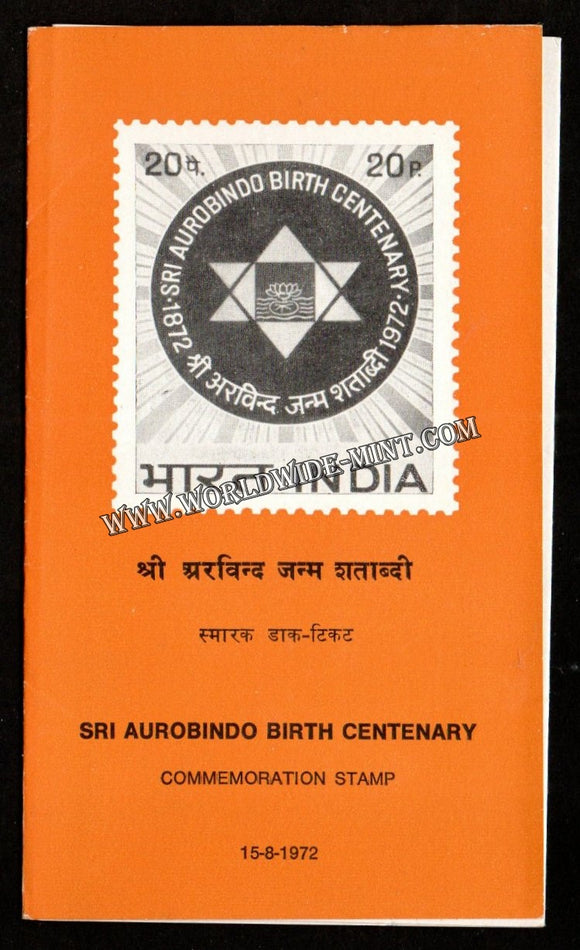 20 पै. 20 P.
1872 · SRI AUROBINDO BIRTH CENTENARY · 1972
श्री अरविन्द जन्म शताब्दी
भारत INDIA
WWW.WORLDWIDE-MINT.COM
श्री अरविन्द जन्म शताब्दी
स्मारक डाक-टिकट
SRI AUROBINDO BIRTH CENTENARY
COMMEMORATION STAMP
15-8-1972